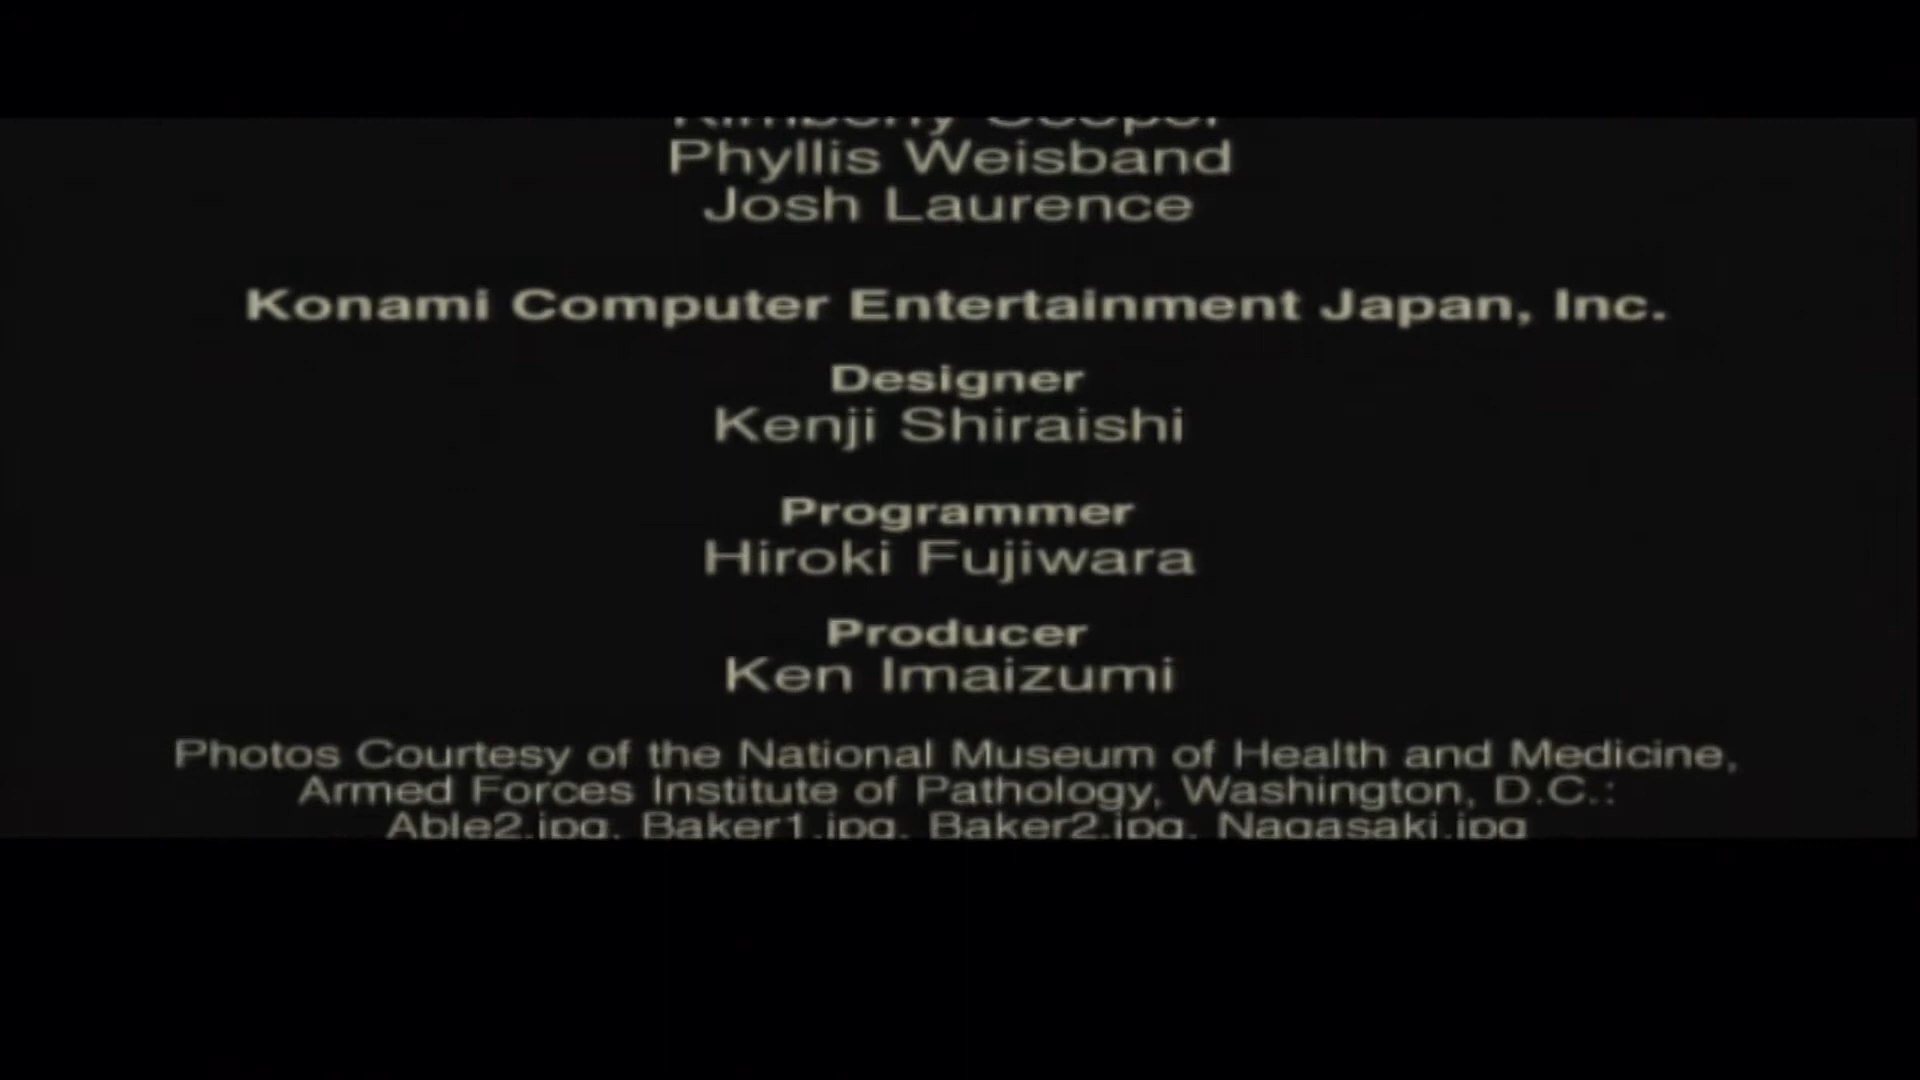 Phyllis Weisband
Josh Laurence
Konami Computer Entertainment Japan, Inc.
Designer
Kenji Shiraishi
Programmer
Hiroki Fujiwara
Producer
Ken Imaizumi
Photos Courtesy of the National Museum of Health and Medicine,
Armed Forces Institute of Pathology, Washington, D.C.:
Able2.jpg, Baker1.jpg, Baker2.jpg, Nagasaki.jpg